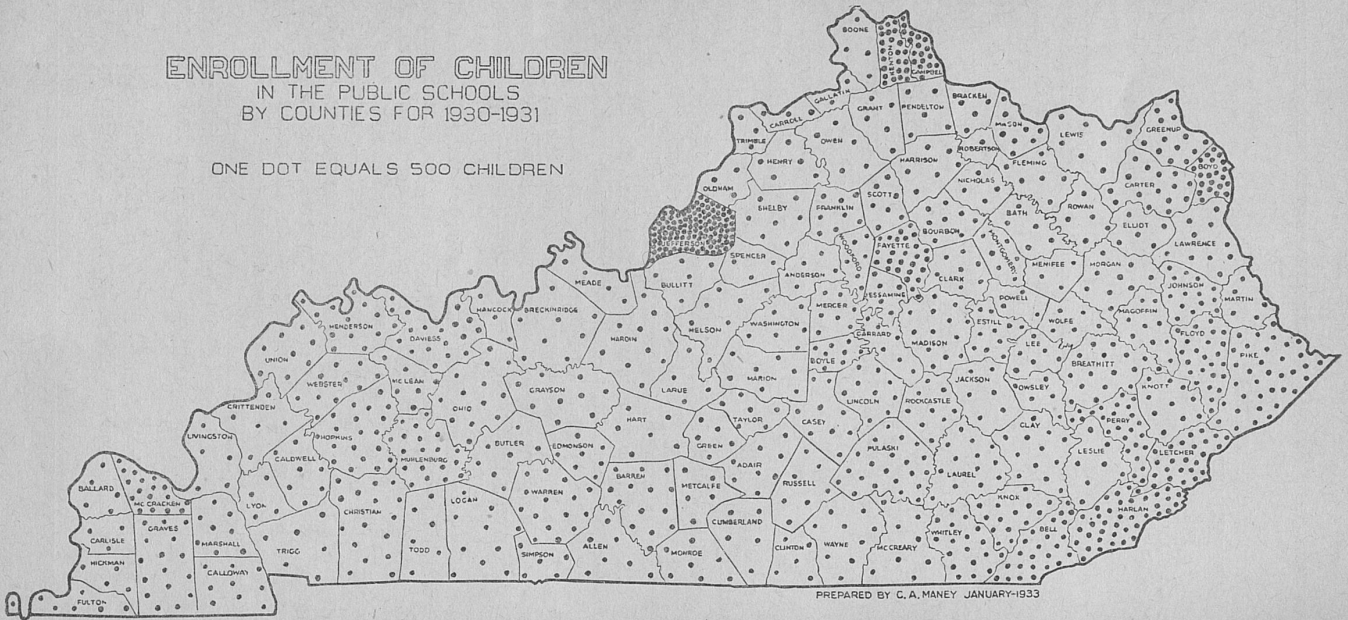 ENROLLMENT OF CHILDREN
IN THE PUBLIC SCHOOLS
BY COUNTIES FOR 1930-1931
ONE DOT EQUALS 500 CHILDREN
BOONE
KENTON
CAMPBEL
GALLATIN
CARROLL
GRANT
PENDELTON
BRACKEN
MASON
LEWIS
GREENUP
TRIMBLE
HENRY
OWEN
ROBERTSON
FLEMING
BOYD
HARRISON
NICHOLAS
CARTER
OLDHAM
SHELBY
FRANKLIN
SCOTT
BATH
ROWAN
ELLIOT
LAWRENCE
JEFFERSON
BOURBON
MONTGOMERY
WOODFORD
FAYETTE
SPENCER
ANDERSON
CLARK
MENIFEE
MORGAN
MEADE
BULLITT
JESSAMINE
POWELL
JOHNSON
MARTIN
HANCOCK
BRECKINRIDGE
MERCER
WOLFE
MAGOFFIN
HENDERSON
DAVIESS
HARDIN
NELSON
WASHINGTON
GARRARD
MADISON
ESTILL
LEE
FLOYD
UNION
BOYLE
PIKE
WEBSTER
MC LEAN
OHIO
GRAYSON
LARUE
MARION
BREATHITT
JACKSON
OWSLEY
KNOTT
CRITTENDEN
LINCOLN
ROCKCASTLE
LIVINGSTON
HOPKINS
HART
TAYLOR
CASEY
PERRY
CLAY
BUTLER
EDMONSON
GREEN
PULASKI
LESLIE
LETCHER
CALDWELL
MUHLENBURG
ADAIR
LAUREL
BALLARD
MC CRACKEN
LYON
CHRISTIAN
LOGAN
WARREN
BARREN
METCALFE
RUSSELL
KNOX
HARLAN
GRAVES
TODD
CUMBERLAND
BELL
CARLISLE
MARSHALL
TRIGG
SIMPSON
ALLEN
MONROE
CLINTON
WAYNE
MC CREARY
WHITLEY
HICKMAN
CALLOWAY
FULTON
PREPARED BY C. A. MANEY JANUARY-1933